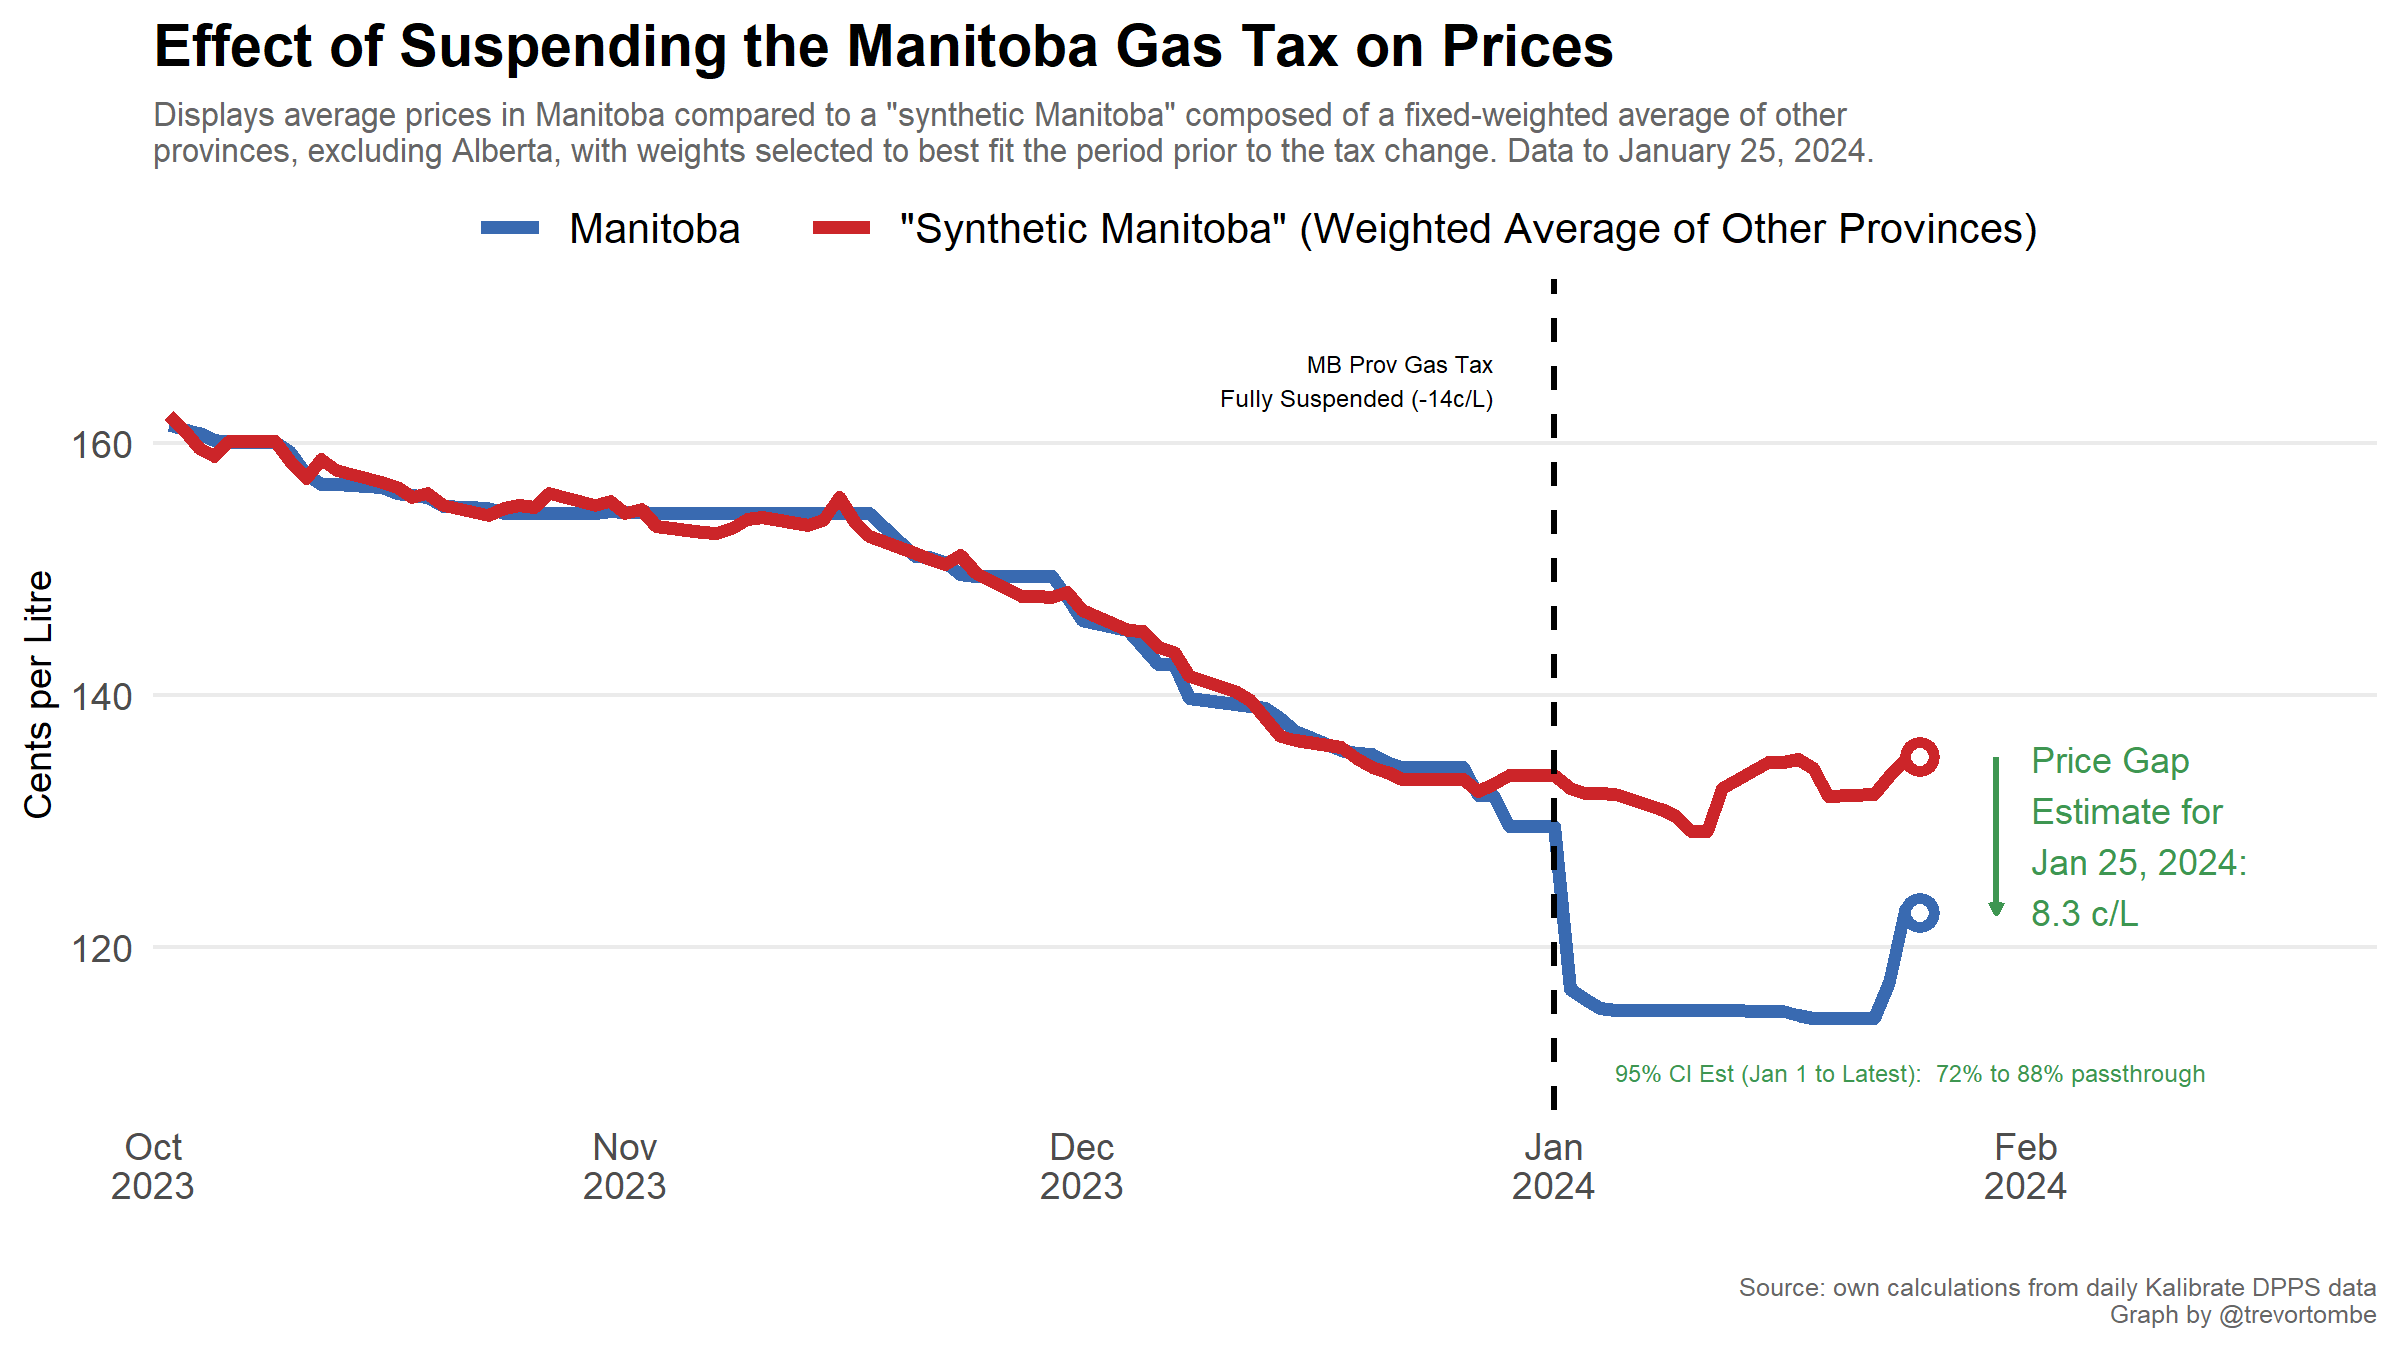 Effect of Suspending the Manitoba Gas Tax on Prices
Displays average prices in Manitoba compared to a "synthetic Manitoba" composed of a fixed-weighted average of other
provinces, excluding Alberta, with weights selected to best fit the period prior to the tax change. Data to January 25, 2024.
Manitoba
"Synthetic Manitoba" (Weighted Average of Other Provinces)
MB Prov Gas Tax
Fully Suspended (-14c/L)
Cents per Litre
160
140
120
Price Gap
Estimate for
Jan 25, 2024:
8.3 c/L
95% CI Est (Jan 1 to Latest):  72% to 88% passthrough
Oct
2023
Nov
2023
Dec
2023
Jan
2024
Feb
2024
Source: own calculations from daily Kalibrate DPPS data
Graph by @trevortombe